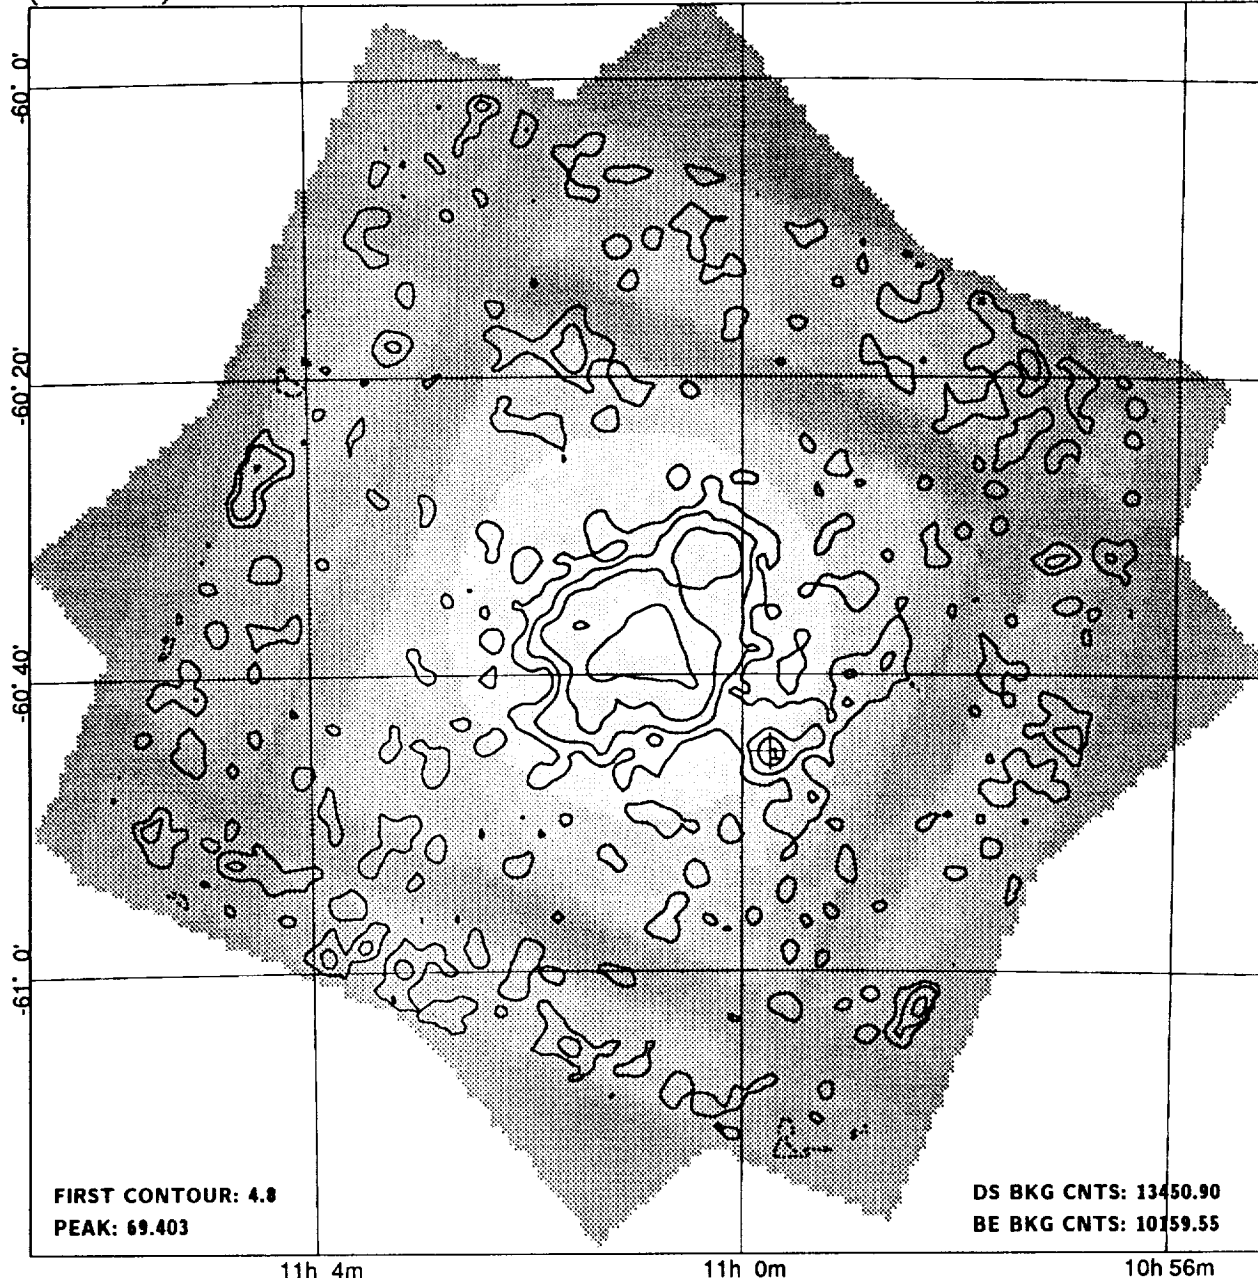 -60° 0'
-60° 20'
-60° 40'
-61° 0'
FIRST CONTOUR: 4.8
PEAK: 69.403
DS BKG CNTS: 13450.90
BE BKG CNTS: 10159.55
11h 4m
11h 0m
10h 56m